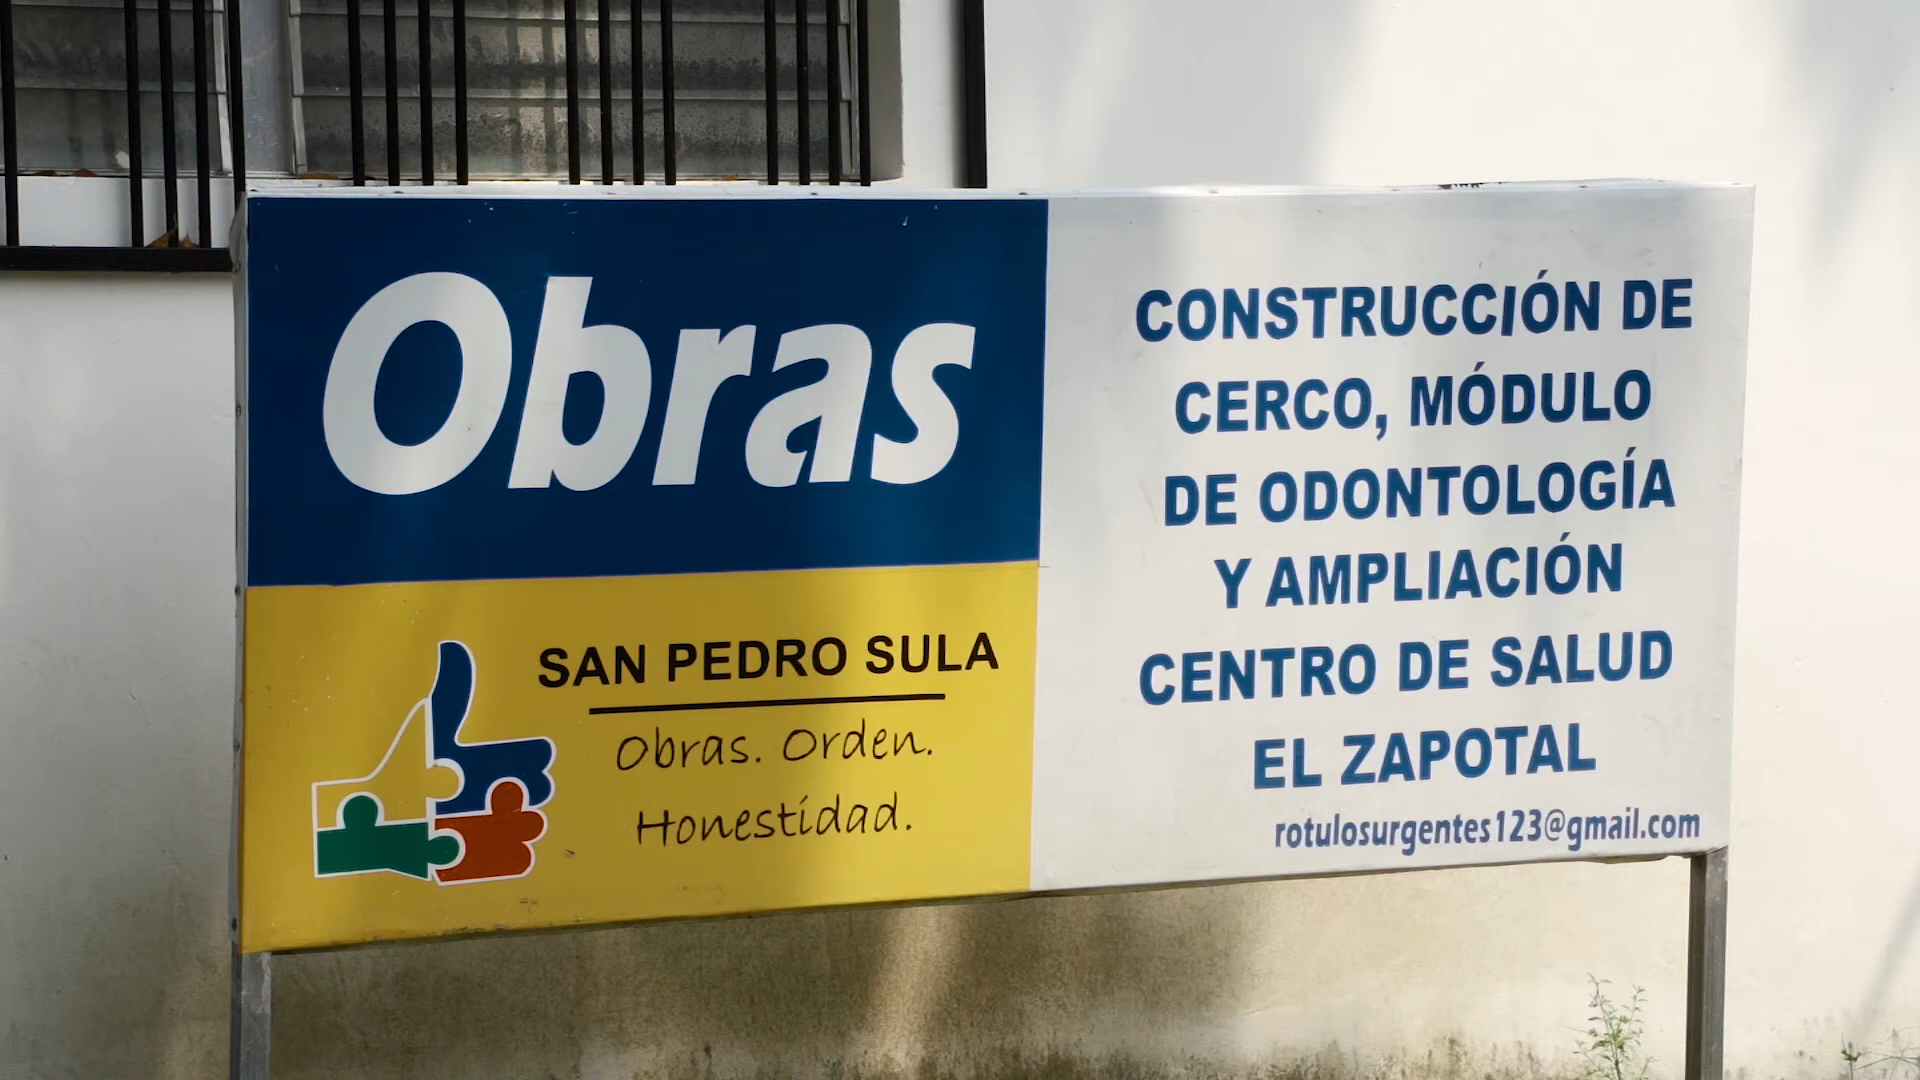 Obras
SAN PEDRO SULA
Obras. Orden.
Honestidad.
CONSTRUCCIÓN DE
CERCO, MÓDULO
DE ODONTOLOGÍA
Y AMPLIACIÓN
CENTRO DE SALUD
EL ZAPOTAL
rotulosurgentes123@gmail.com